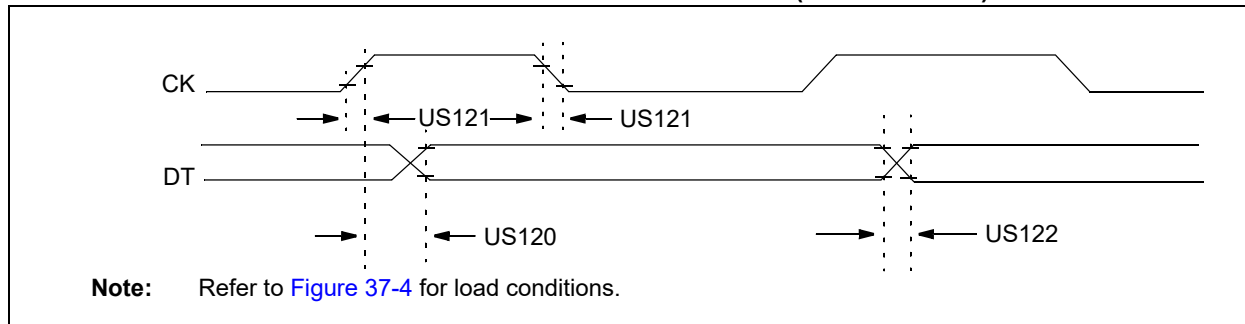 CK
US121
US121
DT
US120
US122
Note: Refer to Figure 37-4 for load conditions.